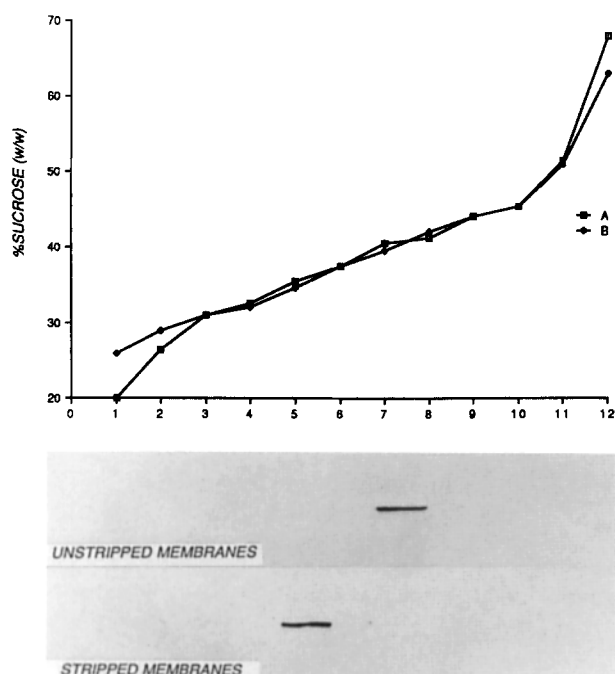 70
60
50
40
30
20
%SUCROSE (w/w)
A
B
0 1 2 3 4 5 6 7 8 9 10 11 12
UNSTRIPPED MEMBRANES
STRIPPED MEMBRANES